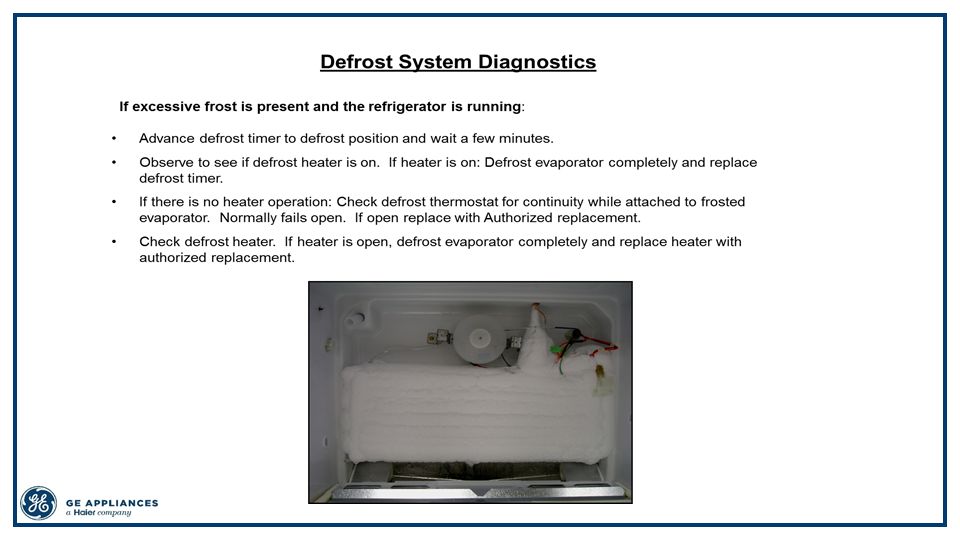 Defrost System Diagnostics
If excessive frost is present and the refrigerator is running:
• Advance defrost timer to defrost position and wait a few minutes.
• Observe to see if defrost heater is on.  If heater is on: Defrost evaporator completely and replace
defrost timer.
• If there is no heater operation: Check defrost thermostat for continuity while attached to frosted
evaporator.  Normally fails open.  If open replace with Authorized replacement.
• Check defrost heater.  If heater is open, defrost evaporator completely and replace heater with
authorized replacement.
GE APPLIANCES
a Haier company